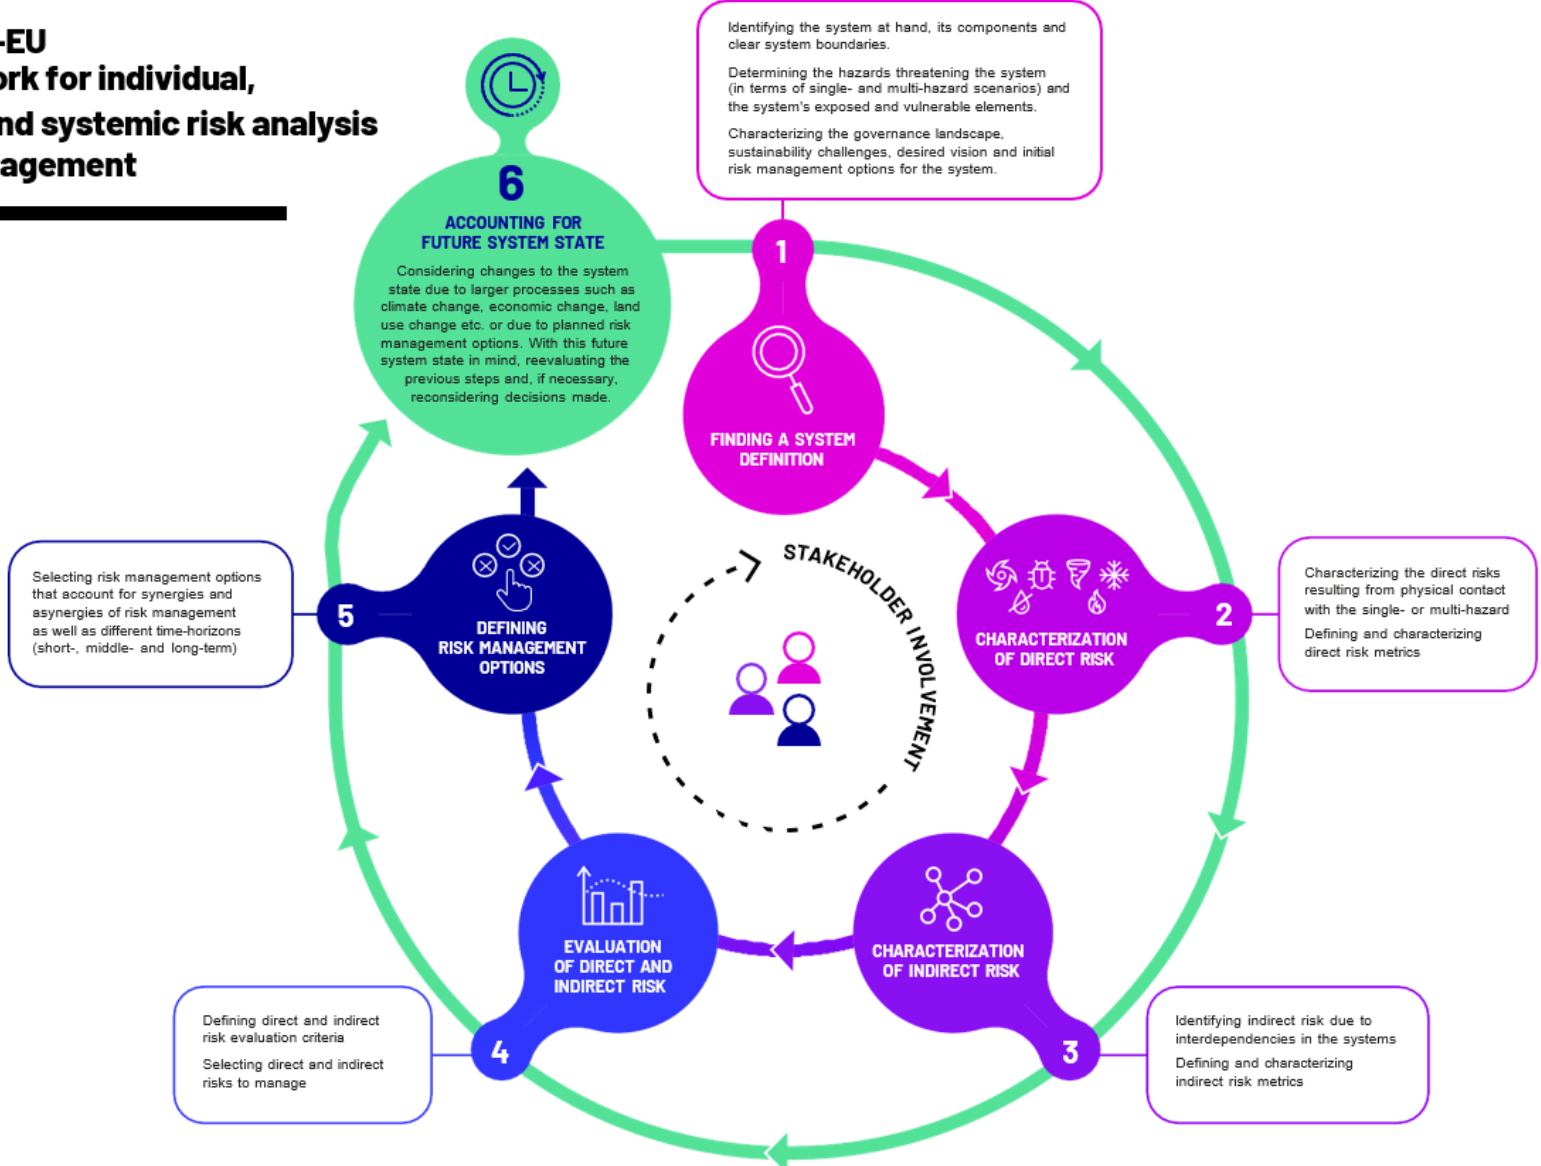 -EU
ork for individual,
nd systemic risk analysis
agement
Identifying the system at hand, its components and
clear system boundaries.
Determining the hazards threatening the system
(in terms of single- and multi-hazard scenarios) and
the system's exposed and vulnerable elements.
Characterizing the governance landscape,
sustainability challenges, desired vision and initial
risk management options for the system.
6
ACCOUNTING FOR
FUTURE SYSTEM STATE
Considering changes to the system
state due to larger processes such as
climate change, economic change, land
use change etc. or due to planned risk
management options. With this future
system state in mind, reevaluating the
previous steps and, if necessary,
reconsidering decisions made.
1
FINDING A SYSTEM
DEFINITION
2
CHARACTERIZATION
OF DIRECT RISK
Characterizing the direct risks
resulting from physical contact
with the single- or multi-hazard
Defining and characterizing
direct risk metrics
3
CHARACTERIZATION
OF INDIRECT RISK
Identifying indirect risk due to
interdependencies in the systems
Defining and characterizing
indirect risk metrics
4
EVALUATION
OF DIRECT AND
INDIRECT RISK
Defining direct and indirect
risk evaluation criteria
Selecting direct and indirect
risks to manage
5
DEFINING
RISK MANAGEMENT
OPTIONS
Selecting risk management options
that account for synergies and
asynergies of risk management
as well as different time-horizons
(short-, middle- and long-term)
STAKEHOLDER INVOLVEMENT